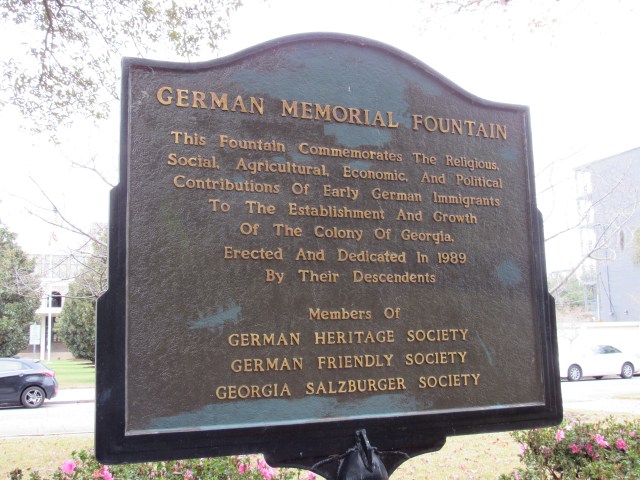 GERMAN MEMORIAL FOUNTAIN
This Fountain Commemorates The Religious,
Social, Agricultural, Economic, And Political
Contributions Of Early German Immigrants
To The Establishment And Growth
Of The Colony Of Georgia.
Erected And Dedicated In 1989
By Their Descendents
Members Of
GERMAN HERITAGE SOCIETY
GERMAN FRIENDLY SOCIETY
GEORGIA SALZBURGER SOCIETY